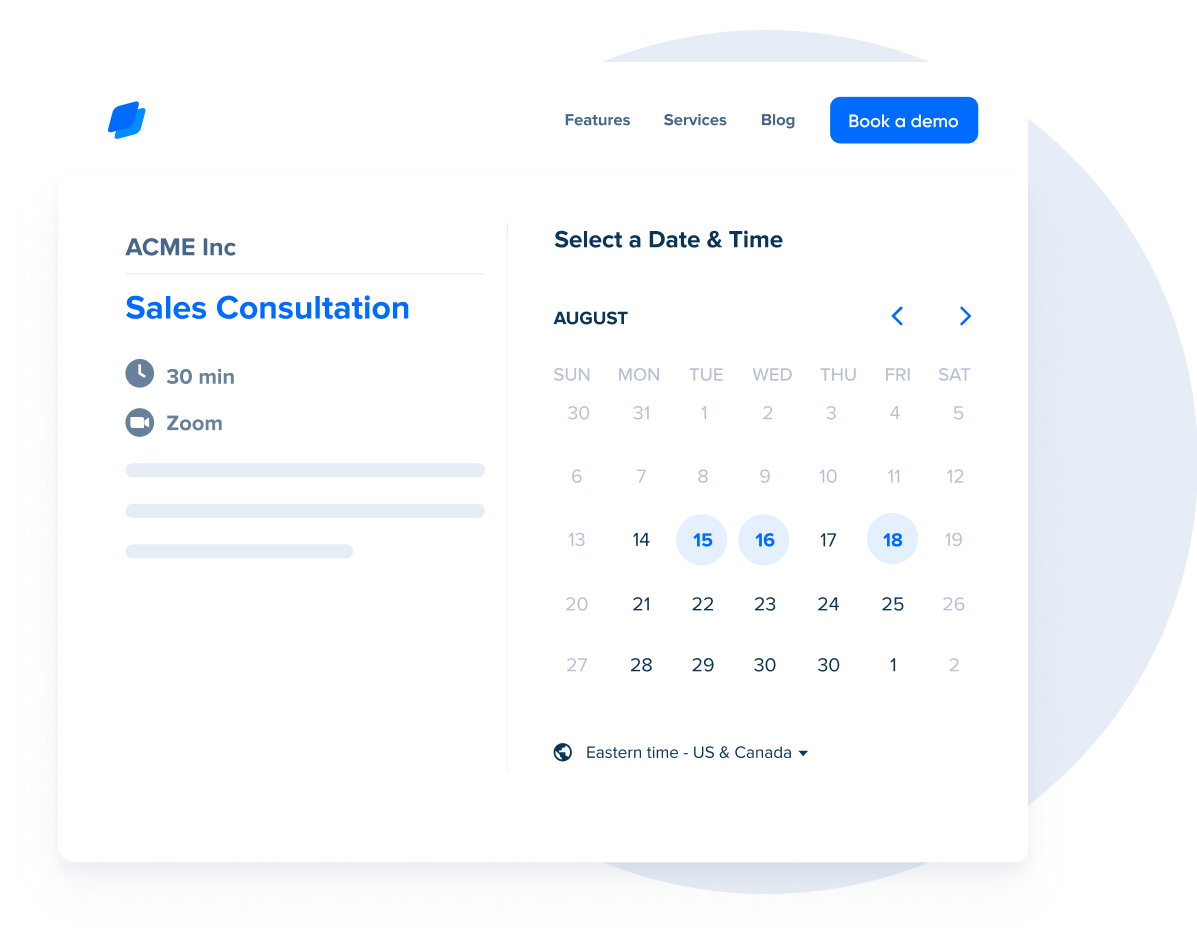 Features Services Blog Book a demo
ACME Inc
Sales Consultation
30 min
Zoom
Select a Date & Time
AUGUST
SUN MON TUE WED THU FRI SAT
30 31 1 2 3 4 5
6 7 8 9 10 11 12
13 14 15 16 17 18 19
20 21 22 23 24 25 26
27 28 29 30 30 1 2
Eastern time - US & Canada